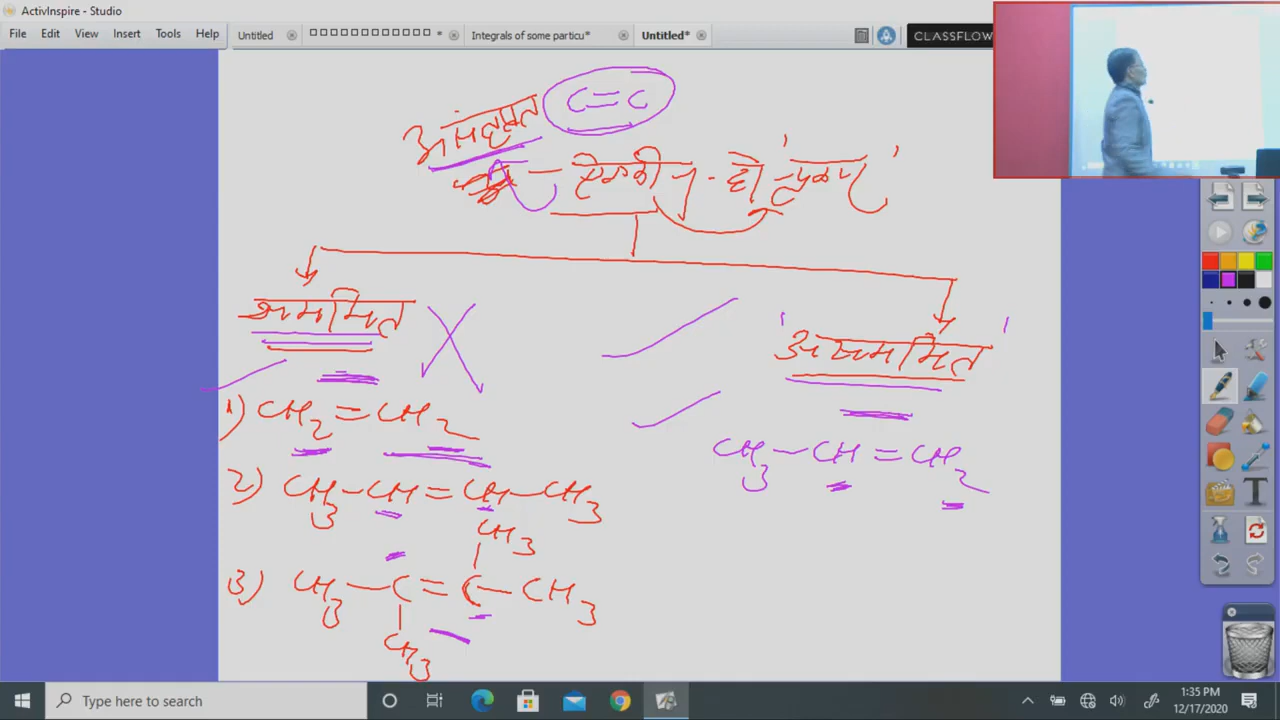 ActivInspire - Studio
File Edit View Insert Tools Help
Untitled
Integrals of some particu*
Untitled*
CLASSFLOW
असंतृप्त C=C
सममित
असममित
1) CH2=CH2
CH3-CH=CH2
2) CH3-CH=CH-CH3
CH3
3) CH3-C=C-CH3
CH3
Type here to search
1:35 PM
12/17/2020